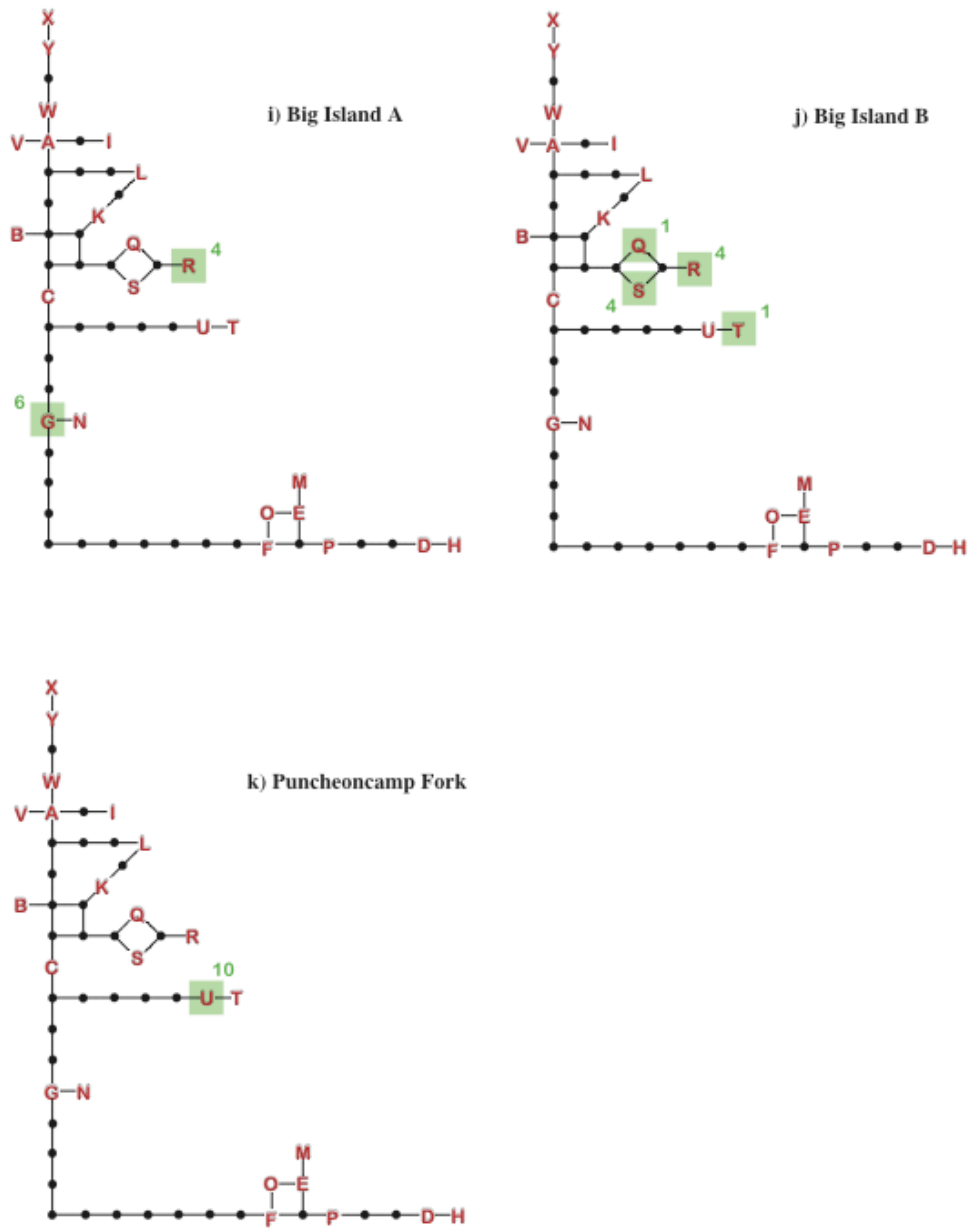 X
Y
W
V A I
i) Big Island A
L
K
B
Q
R 4
S
C
U T
6
G N
M
O E
F P D H
X
Y
W
V A I
j) Big Island B
L
K
B
1
Q
4
R
S
4
C
1
U T
G N
M
O E
F P D H
X
Y
W
V A I
k) Puncheoncamp Fork
L
K
B
Q
R
S
C
10
U T
G N
M
O E
F P D H